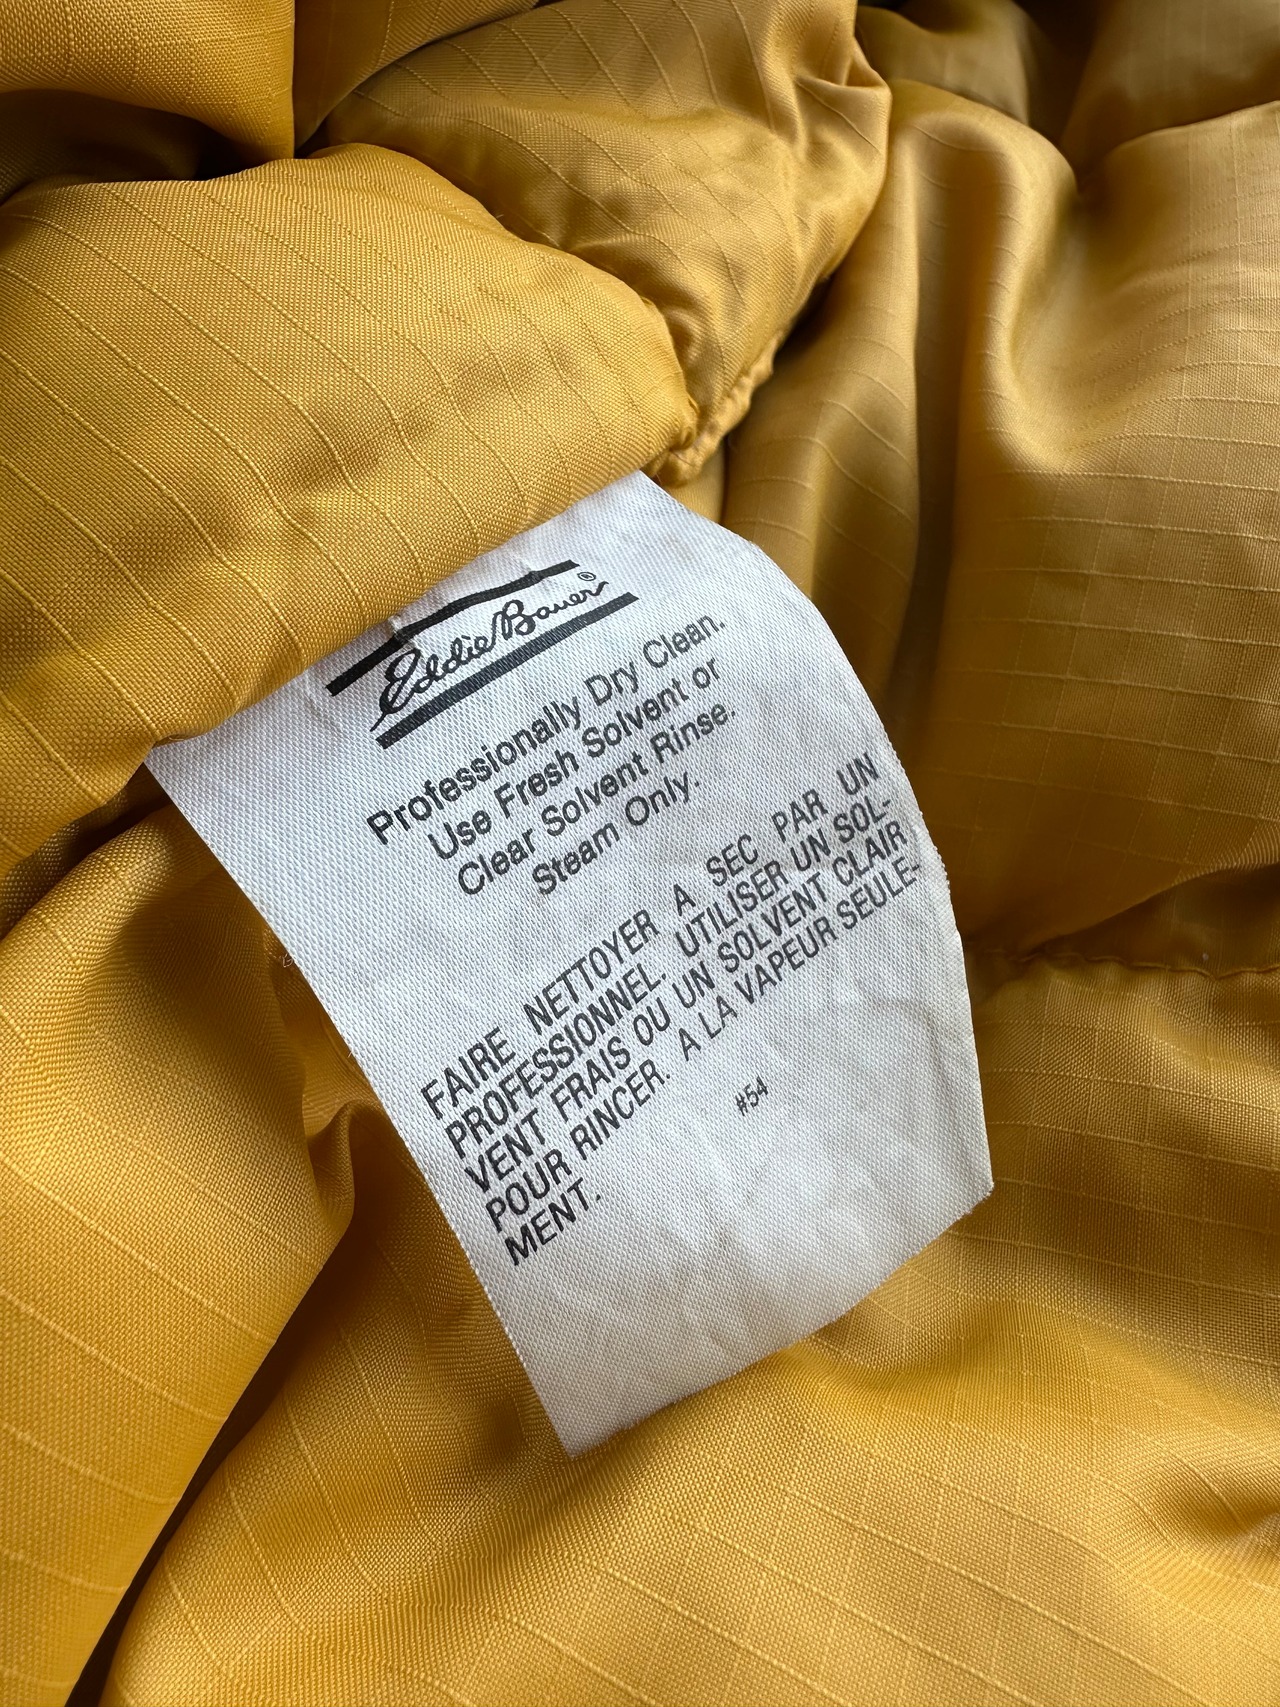 Eddie Bauer®
Professionally Dry Clean.
Use Fresh Solvent or
Clear Solvent Rinse.
Steam Only.
FAIRE NETTOYER A SEC PAR UN
PROFESSIONNEL. UTILISER UN SOL-
VENT FRAIS OU UN SOLVENT CLAIR
POUR RINCER. A LA VAPEUR SEULE-
MENT.
#54